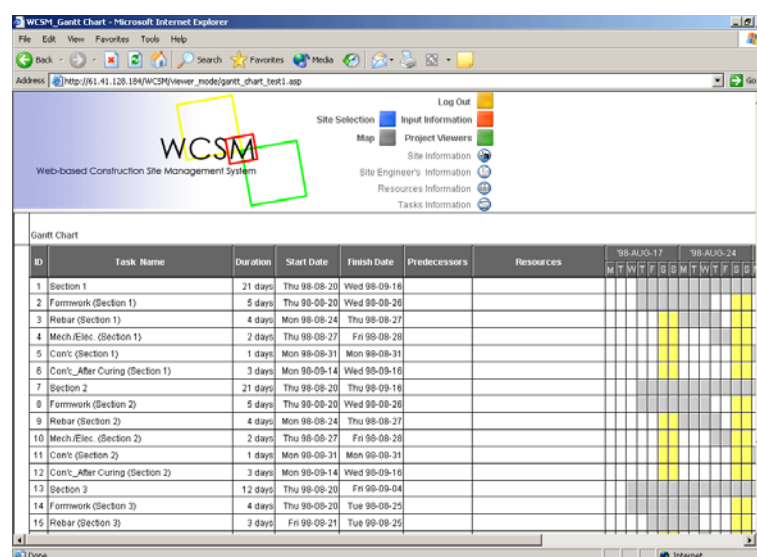 WCSM_Gantt Chart - Microsoft Internet Explorer
File Edit View Favorites Tools Help
Back Search Favorites Media
Address http://61.41.128.184/WCSM/viewer_mode/gantt_chart_test1.asp Go
Log Out
Site Selection Input Information
Map Project Viewers
WCSM
Site Information
Web-based Construction Site Management System
Site Engineer's Information
Resources Information
Tasks Information
Gantt Chart
ID Task Name Duration Start Date Finish Date Predecessors Resources '98-AUG-17 '98-AUG-24
M T W T F S S M T W T F S S
1 Section 1 21 days Thu 98-08-20 Wed 98-09-16
2 Formwork (Section 1) 5 days Thu 98-08-20 Wed 98-08-26
3 Rebar (Section 1) 4 days Mon 98-08-24 Thu 98-08-27
4 Mech./Elec. (Section 1) 2 days Thu 98-08-27 Fri 98-08-28
5 Con'c (Section 1) 1 days Mon 98-08-31 Mon 98-08-31
6 Con'c_After Curing (Section 1) 3 days Mon 98-09-14 Wed 98-09-16
7 Section 2 21 days Thu 98-08-20 Thu 98-09-16
8 Formwork (Section 2) 5 days Thu 98-08-20 Wed 98-08-26
9 Rebar (Section 2) 4 days Mon 98-08-24 Thu 98-08-27
10 Mech./Elec. (Section 2) 2 days Thu 98-08-27 Fri 98-08-28
11 Con'c (Section 2) 1 days Mon 98-08-31 Mon 98-08-31
12 Con'c_After Curing (Section 2) 3 days Mon 98-09-14 Wed 98-09-16
13 Section 3 12 days Thu 98-08-20 Fri 98-09-04
14 Formwork (Section 3) 4 days Thu 98-08-20 Tue 98-08-25
15 Rebar (Section 3) 3 days Fri 98-08-21 Tue 98-08-25
Done Internet